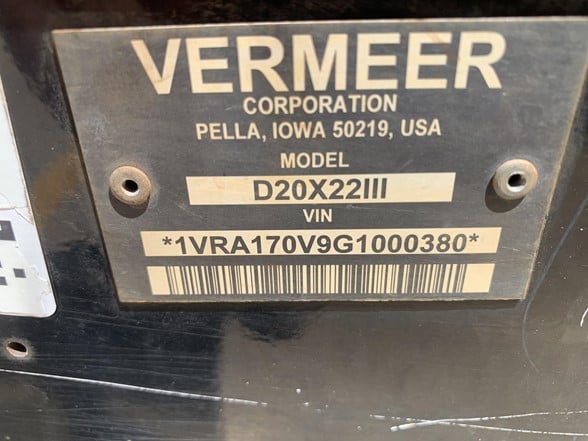 VERMEER
CORPORATION
PELLA, IOWA 50219, USA
MODEL
D20X22III
VIN
*1VRA170V9G1000380*